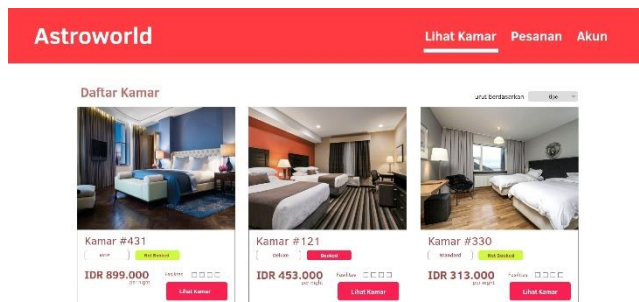 Astroworld
Lihat Kamar Pesanan Akun
Daftar Kamar
urut berdasarkan tipe
Kamar #431
Not Booked
IDR 899.000
per night
Fasilitas
Lihat Kamar
Kamar #121
Deluxe Booked
IDR 453.000
per night
Fasilitas
Lihat Kamar
Kamar #330
Standard Not Booked
IDR 313.000
per night
Fasilitas
Lihat Kamar